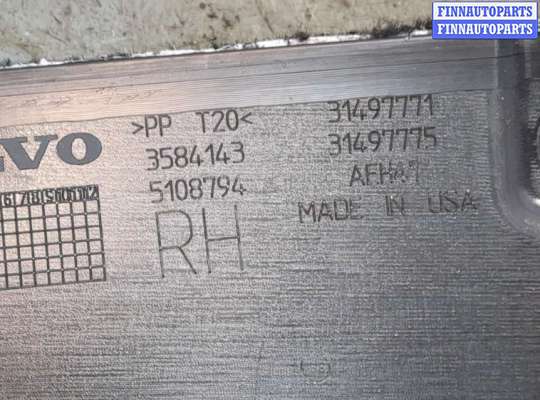 FINNAUTOPARTS
FINNAUTOPARTS
>PP T20< 31497771
VO 3584143 31497775
5108794 AFHAT
RH MADE IN USA